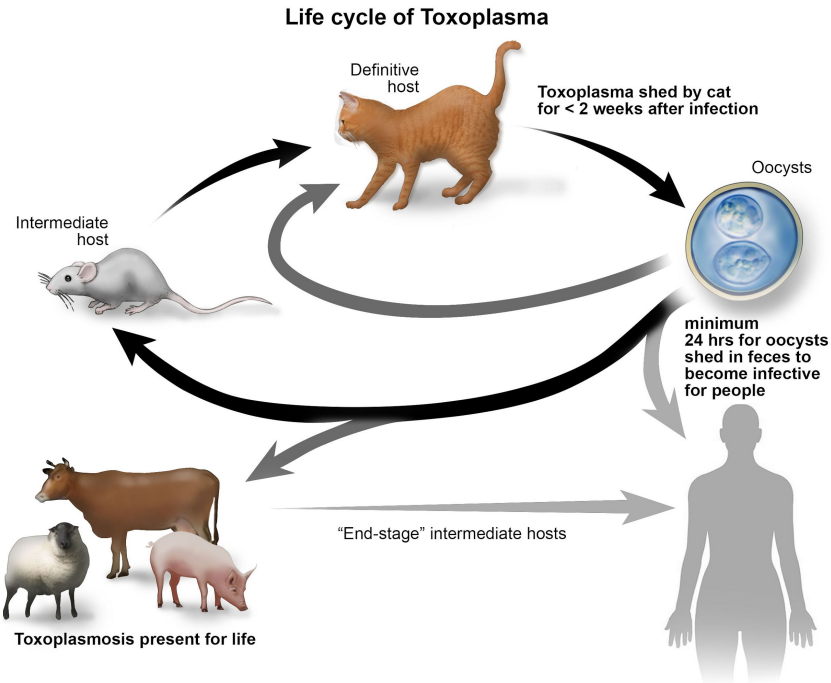 Life cycle of Toxoplasma
Definitive
host
Toxoplasma shed by cat
for < 2 weeks after infection
Oocysts
Intermediate
host
minimum
24 hrs for oocysts
shed in feces to
become infective
for people
“End-stage” intermediate hosts
Toxoplasmosis present for life